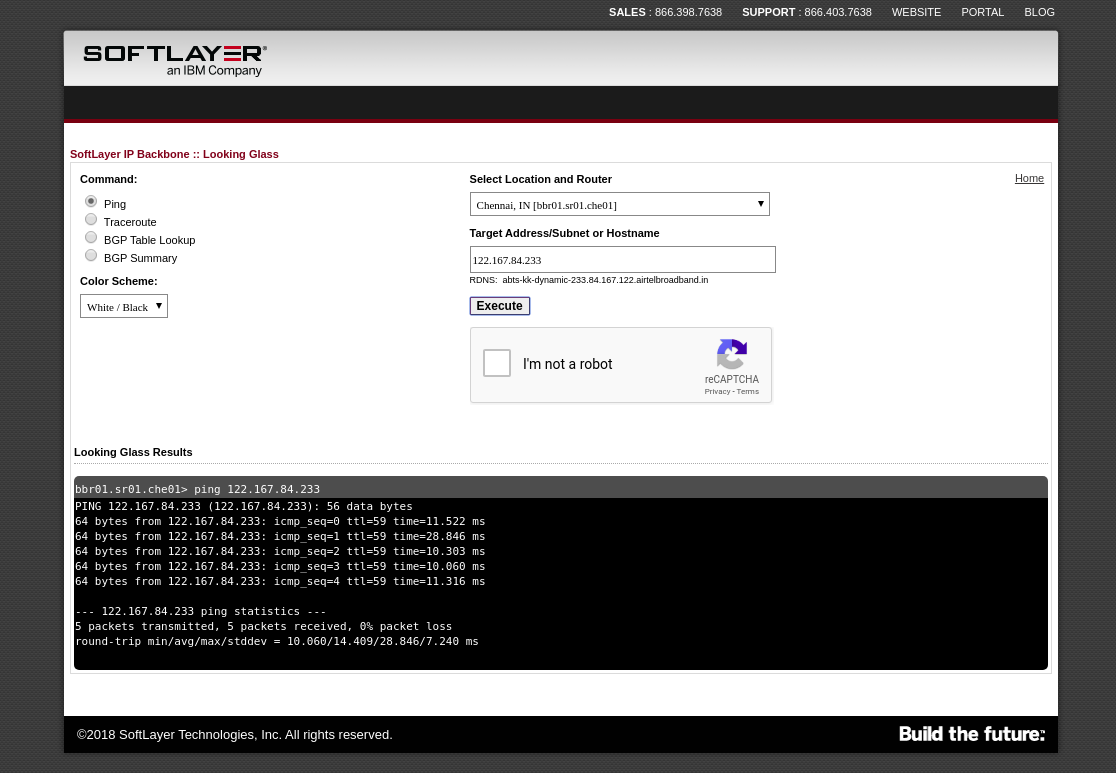 SALES : 866.398.7638 SUPPORT : 866.403.7638 WEBSITE PORTAL BLOG
SOFTLAYER®
an IBM Company
SoftLayer IP Backbone :: Looking Glass
Home
Command:
Ping
Traceroute
BGP Table Lookup
BGP Summary
Color Scheme:
White / Black
Select Location and Router
Chennai, IN [bbr01.sr01.che01]
Target Address/Subnet or Hostname
122.167.84.233
RDNS: abts-kk-dynamic-233.84.167.122.airtelbroadband.in
Execute
I'm not a robot
reCAPTCHA
Privacy - Terms
Looking Glass Results
bbr01.sr01.che01> ping 122.167.84.233
PING 122.167.84.233 (122.167.84.233): 56 data bytes
64 bytes from 122.167.84.233: icmp_seq=0 ttl=59 time=11.522 ms
64 bytes from 122.167.84.233: icmp_seq=1 ttl=59 time=28.846 ms
64 bytes from 122.167.84.233: icmp_seq=2 ttl=59 time=10.303 ms
64 bytes from 122.167.84.233: icmp_seq=3 ttl=59 time=10.060 ms
64 bytes from 122.167.84.233: icmp_seq=4 ttl=59 time=11.316 ms
--- 122.167.84.233 ping statistics ---
5 packets transmitted, 5 packets received, 0% packet loss
round-trip min/avg/max/stddev = 10.060/14.409/28.846/7.240 ms
©2018 SoftLayer Technologies, Inc. All rights reserved.
Build the future.™